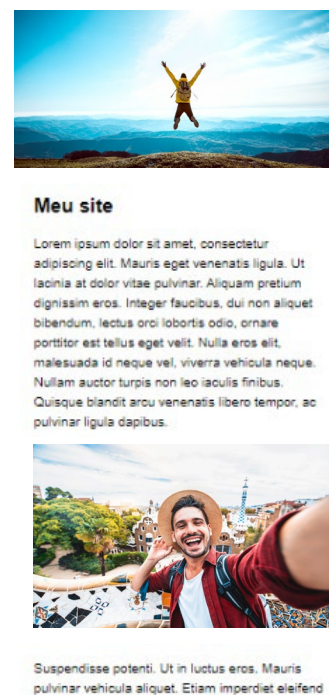 Meu site
Lorem ipsum dolor sit amet, consectetur
adipiscing elit. Mauris eget venenatis ligula. Ut
lacinia at dolor vitae pulvinar. Aliquam pretium
dignissim eros. Integer faucibus, dui non aliquet
bibendum, lectus orci lobortis odio, ornare
porttitor est tellus eget velit. Nulla eros elit,
malesuada id neque vel, viverra vehicula neque.
Nullam auctor turpis non leo iaculis finibus.
Quisque blandit arcu venenatis libero tempor, ac
pulvinar ligula dapibus.
Suspendisse potenti. Ut in luctus eros. Mauris
pulvinar vehicula aliquet. Etiam imperdiet eleifend